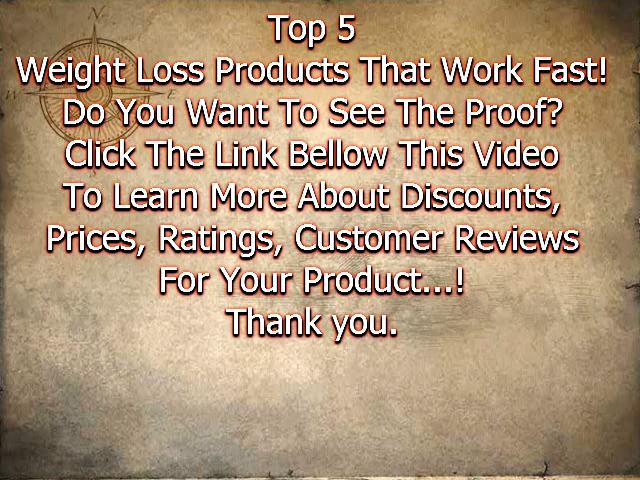 Top 5
Weight Loss Products That Work Fast!
Do You Want To See The Proof?
Click The Link Bellow This Video
To Learn More About Discounts,
Prices, Ratings, Customer Reviews
For Your Product...!
Thank you.